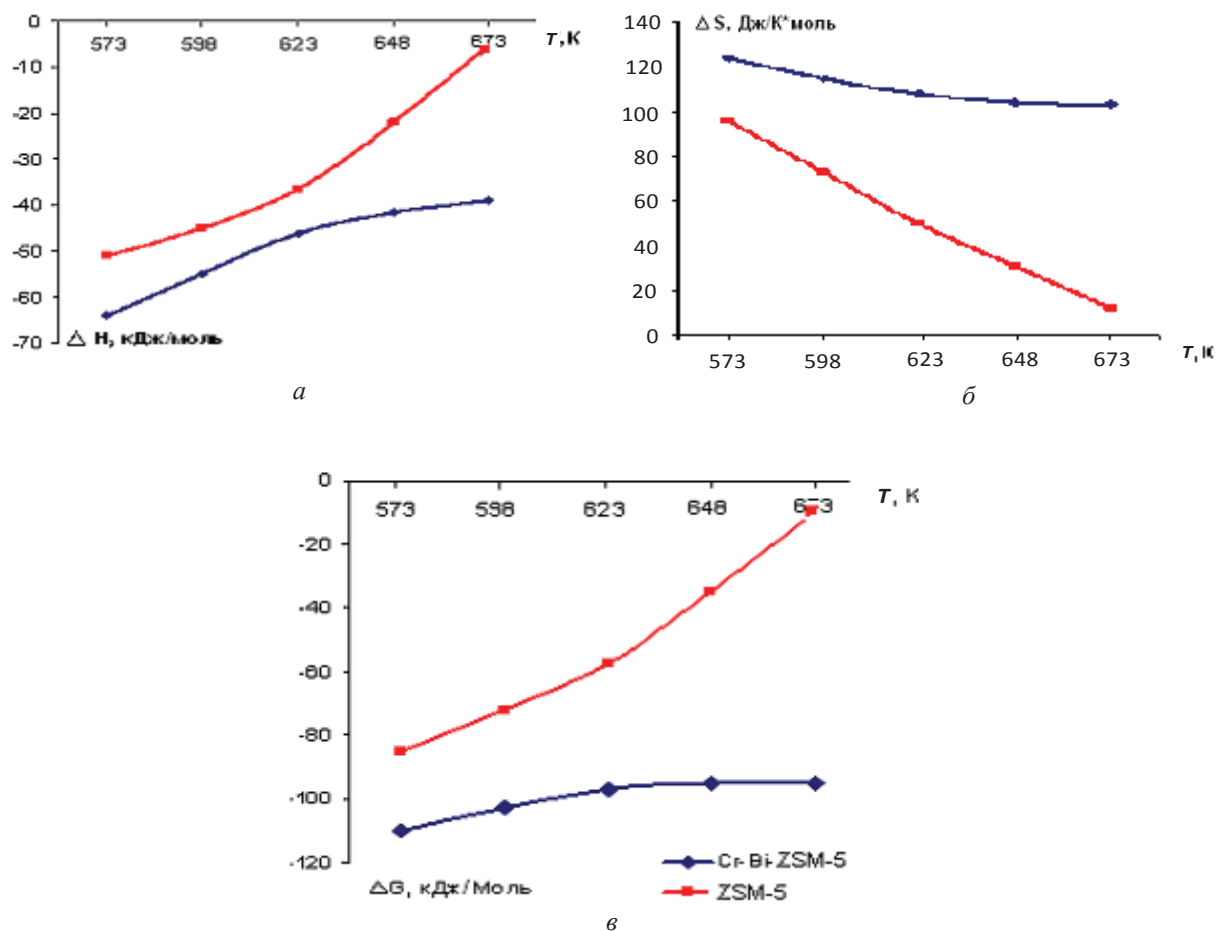 0
573 598 623 648 673 T, К
-10
-20
-30
-40
-50
-60
-70
△ H, кДж/моль
а
△ S, Дж/К*моль
140
120
100
80
60
40
20
0
573 598 623 648 673
T, К
б
0
573 598 623 648 673
T, К
-20
-40
-60
-80
-100
-120
△G, кДж/Моль
Cr-Bi-ZSM-5
ZSM-5
в